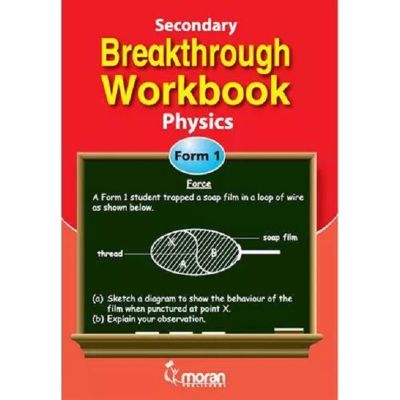 Secondary
Breakthrough
Workbook
Physics
Form 1
Force
A Form 1 student trapped a soap film in a loop of wire
as shown below.
X
soap film
thread
A
B
(a) Sketch a diagram to show the behaviour of the
film when punctured at point X.
(b) Explain your observation.
moran
PUBLISHERS